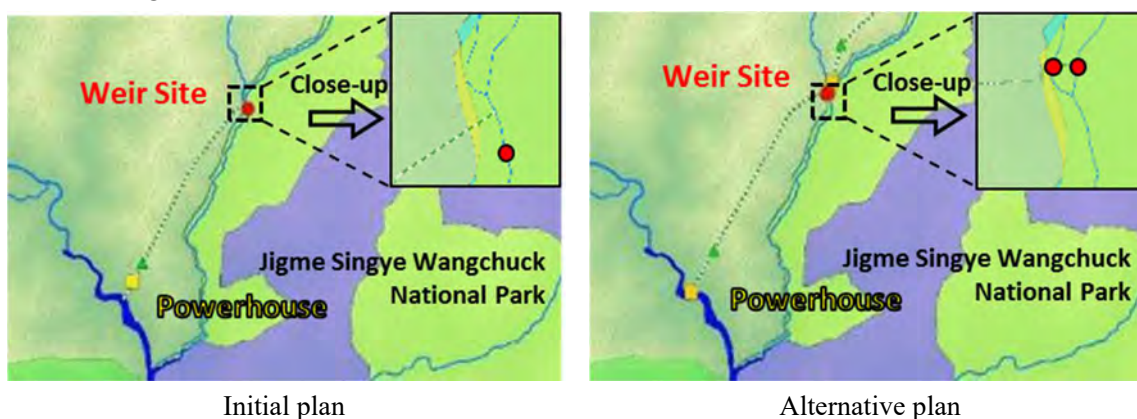 Weir Site
Close-up
Jigme Singye Wangchuck
National Park
Powerhouse
Initial plan
Weir Site
Close-up
Jigme Singye Wangchuck
National Park
Powerhouse
Alternative plan